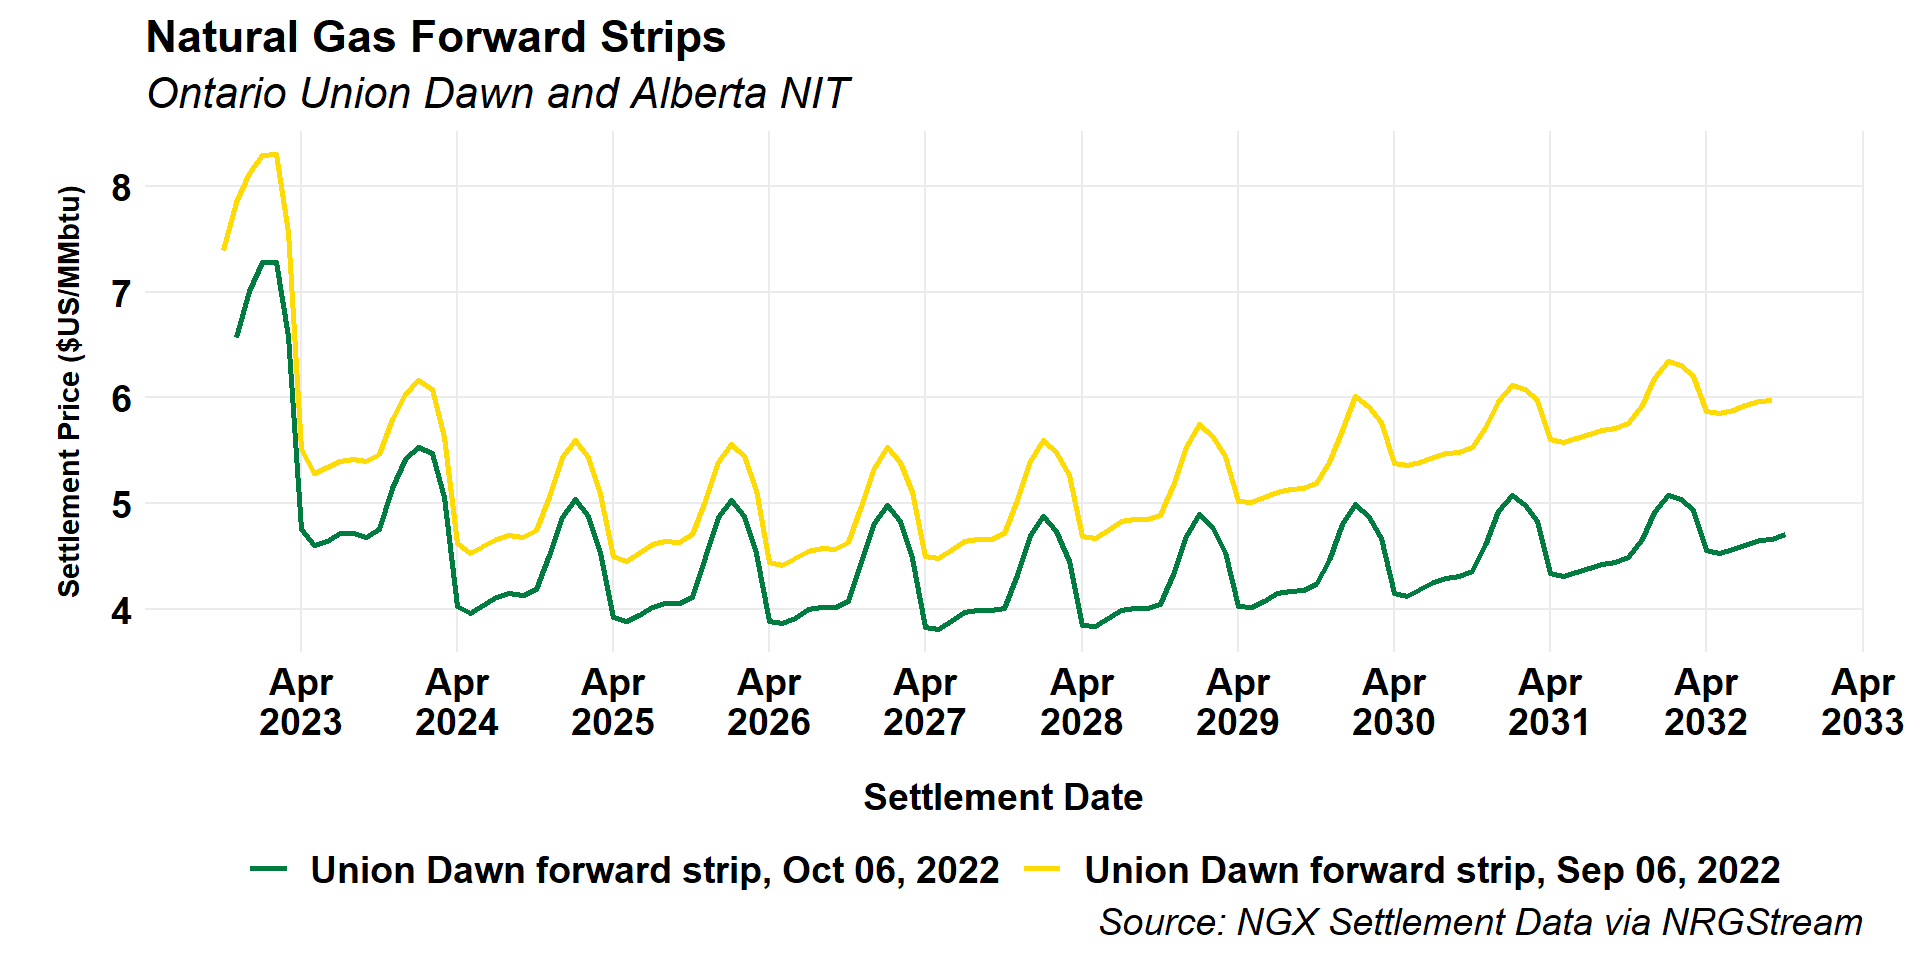 Natural Gas Forward Strips
Ontario Union Dawn and Alberta NIT
Settlement Price ($US/MMbtu)
8
7
6
5
4
Apr 2023
Apr 2024
Apr 2025
Apr 2026
Apr 2027
Apr 2028
Apr 2029
Apr 2030
Apr 2031
Apr 2032
Apr 2033
Settlement Date
Union Dawn forward strip, Oct 06, 2022
Union Dawn forward strip, Sep 06, 2022
Source: NGX Settlement Data via NRGStream